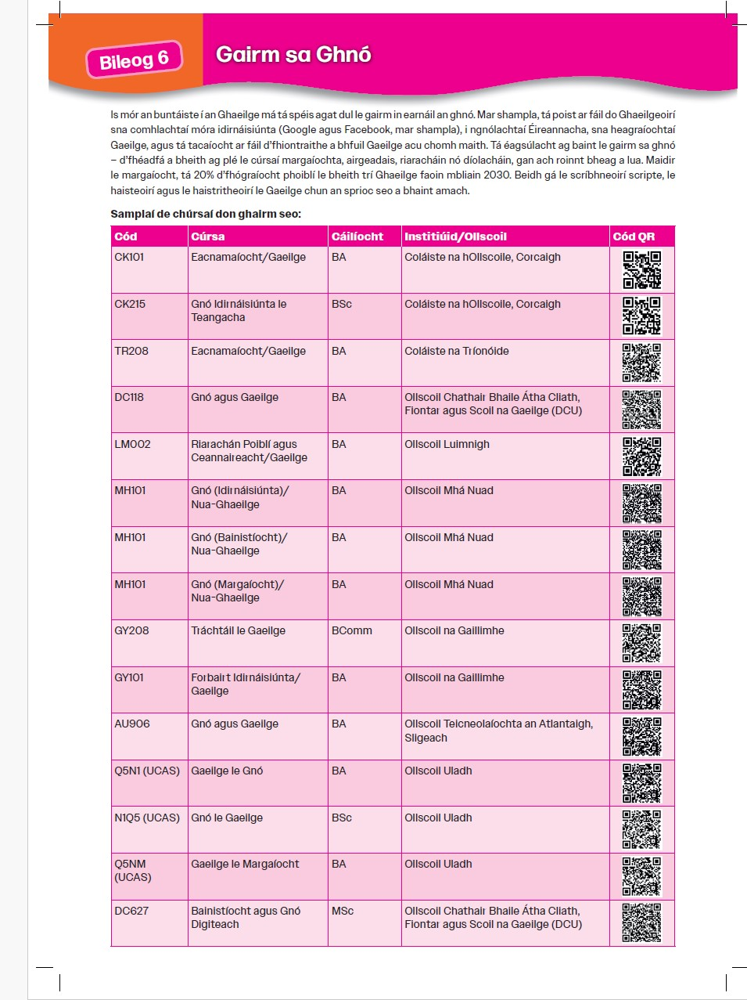 Bileog 6
Gairm sa Ghnó
Is mór an buntáiste í an Ghaeilge má tá spéis agat dul le gairm in earnáil an ghnó. Mar shampla, tá poist ar fáil do Ghaeilgeoirí
sna comhlachtaí móra idirnáisiúnta (Google agus Facebook, mar shampla), i ngnólachtaí Éireannacha, sna heagraíochtaí
Gaeilge, agus tá tacaíocht ar fáil d'fhiontraithe a bhfuil Gaeilge acu chomh maith. Tá éagsúlacht ag baint le gairm sa ghnó
– d'fhéadfá a bheith ag plé le cúrsaí margaíochta, airgeadais, riaracháin nó díolacháin, gan ach roinnt bheag a lua. Maidir
le margaíocht, tá 20% d'fhógraíocht phoiblí le bheith trí Ghaeilge faoin mbliain 2030. Beidh gá le scríbhneoirí scripte, le
haisteoirí agus le haistritheoirí le Gaeilge chun an sprioc seo a bhaint amach.
Samplaí de chúrsaí don ghairm seo:
Cód Cúrsa Cáilíocht Institiúid/Ollscoil Cód QR
CK101 Eacnamaíocht/Gaeilge BA Coláiste na hOllscoile, Corcaigh
CK215 Gnó Idirnáisiúnta le BSc Coláiste na hOllscoile, Corcaigh
Teangacha
TR208 Eacnamaíocht/Gaeilge BA Coláiste na Tríonóide
DC118 Gnó agus Gaeilge BA Ollscoil Chathair Bhaile Átha Cliath,
Fiontar agus Scoil na Gaeilge (DCU)
LM002 Riarachán Poiblí agus BA Ollscoil Luimnigh
Ceannaireacht/Gaeilge
MH101 Gnó (Idirnáisiúnta)/ BA Ollscoil Mhá Nuad
Nua-Ghaeilge
MH101 Gnó (Bainistíocht)/ BA Ollscoil Mhá Nuad
Nua-Ghaeilge
MH101 Gnó (Margaíocht)/ BA Ollscoil Mhá Nuad
Nua-Ghaeilge
GY208 Tráchtáil le Gaeilge BComm Ollscoil na Gaillimhe
GY101 Forbairt Idirnáisiúnta/ BA Ollscoil na Gaillimhe
Gaeilge
AU906 Gnó agus Gaeilge BA Ollscoil Teicneolaíochta an Atlantaigh,
Sligeach
Q5N1 (UCAS) Gaeilge le Gnó BA Ollscoil Uladh
N1Q5 (UCAS) Gnó le Gaeilge BSc Ollscoil Uladh
Q5NM Gaeilge le Margaíocht BA Ollscoil Uladh
(UCAS)
DC627 Bainistíocht agus Gnó MSc Ollscoil Chathair Bhaile Átha Cliath,
Digiteach Fiontar agus Scoil na Gaeilge (DCU)